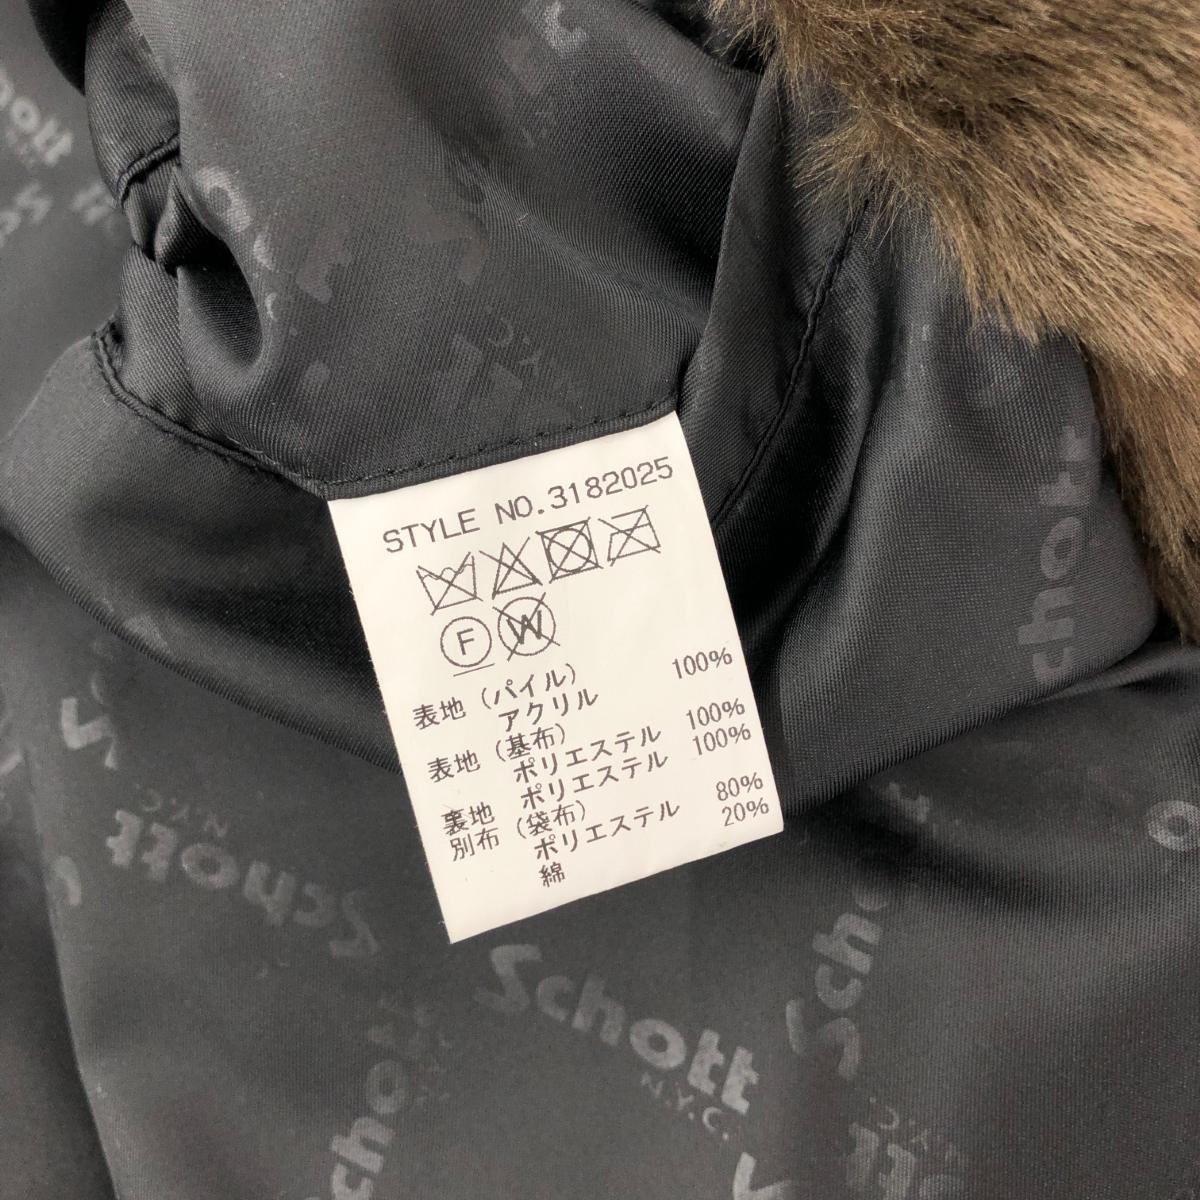 STYLE NO.3182025
F W
表地(パイル)
アクリル 100%
表地(基布)
ポリエステル 100%
裏地 ポリエステル 100%
別布(袋布)
ポリエステル 80%
綿 20%
Schott
N.Y.C.
Schott
N.Y.C.
Schott
chott